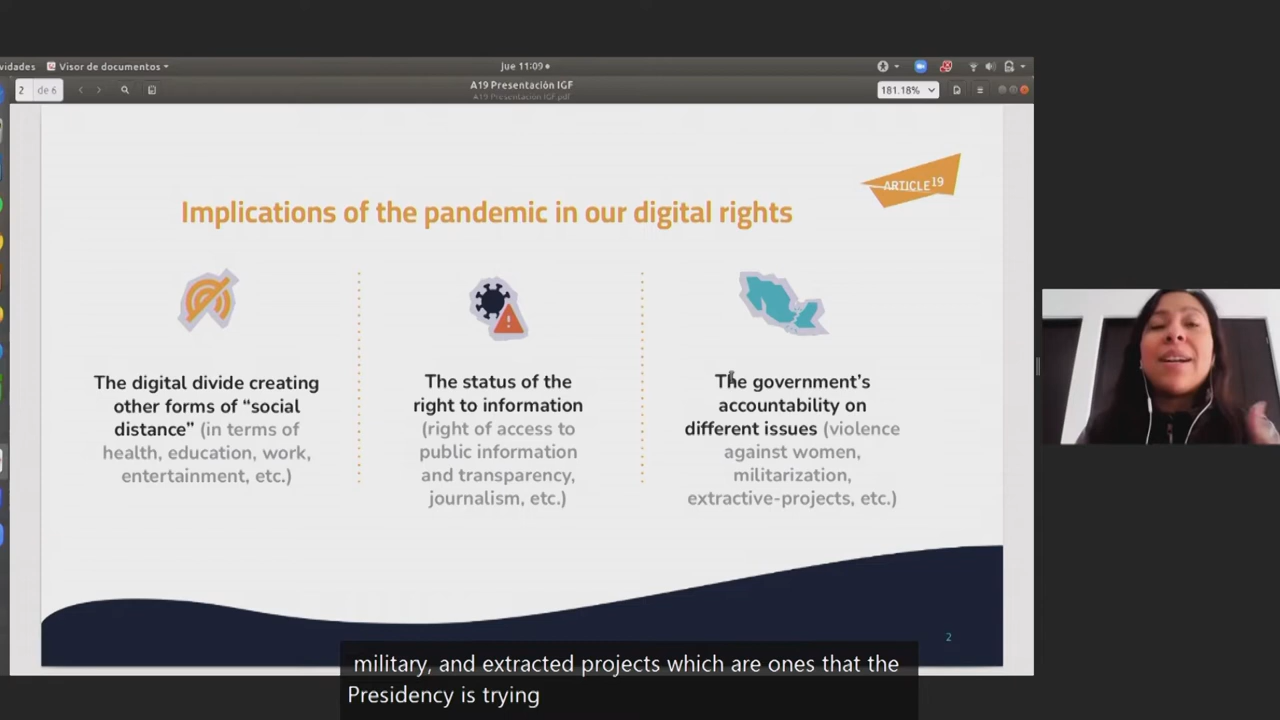 vidades
Visor de documentos
Jue 11:09
2 de 6
A19 Presentación IGF
A19 Presentación IGF.pdf
181.18%
ARTICLE 19
Implications of the pandemic in our digital rights
The digital divide creating
other forms of “social
distance” (in terms of
health, education, work,
entertainment, etc.)
The status of the
right to information
(right of access to
public information
and transparency,
journalism, etc.)
The government’s
accountability on
different issues (violence
against women,
militarization,
extractive-projects, etc.)
2
military, and extracted projects which are ones that the
Presidency is trying